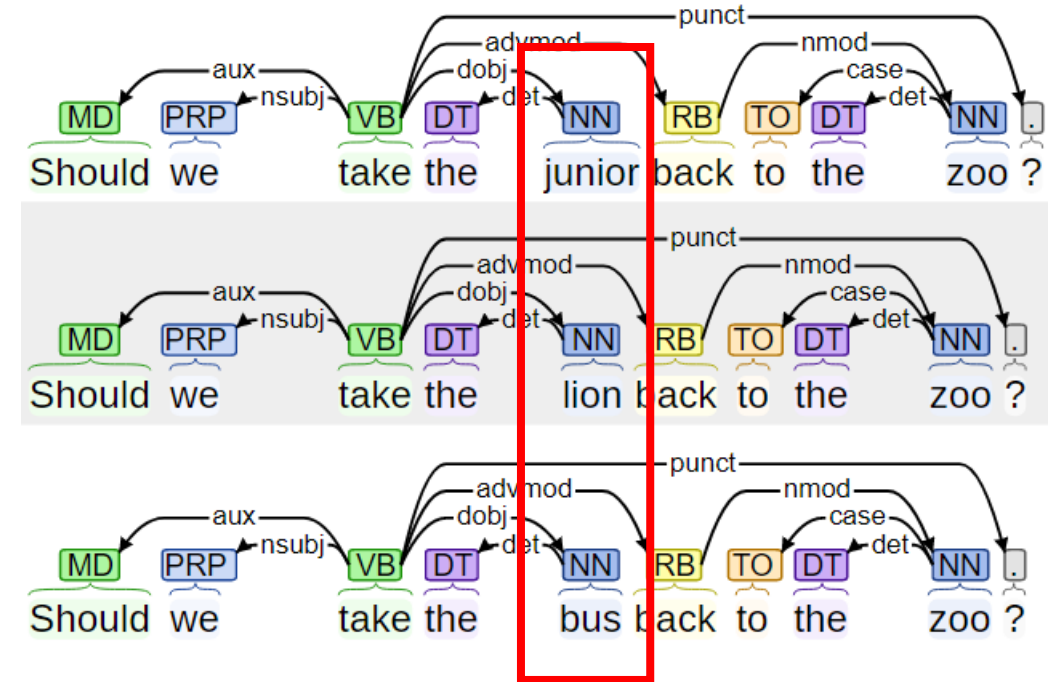 punct
advmod nmod
aux dobj case
nsubj det det
MD PRP VB DT NN RB TO DT NN .
Should we take the junior back to the zoo ?
punct
advmod nmod
aux dobj case
nsubj det det
MD PRP VB DT NN RB TO DT NN .
Should we take the lion back to the zoo ?
punct
advmod nmod
aux dobj case
nsubj det det
MD PRP VB DT NN RB TO DT NN .
Should we take the bus back to the zoo ?